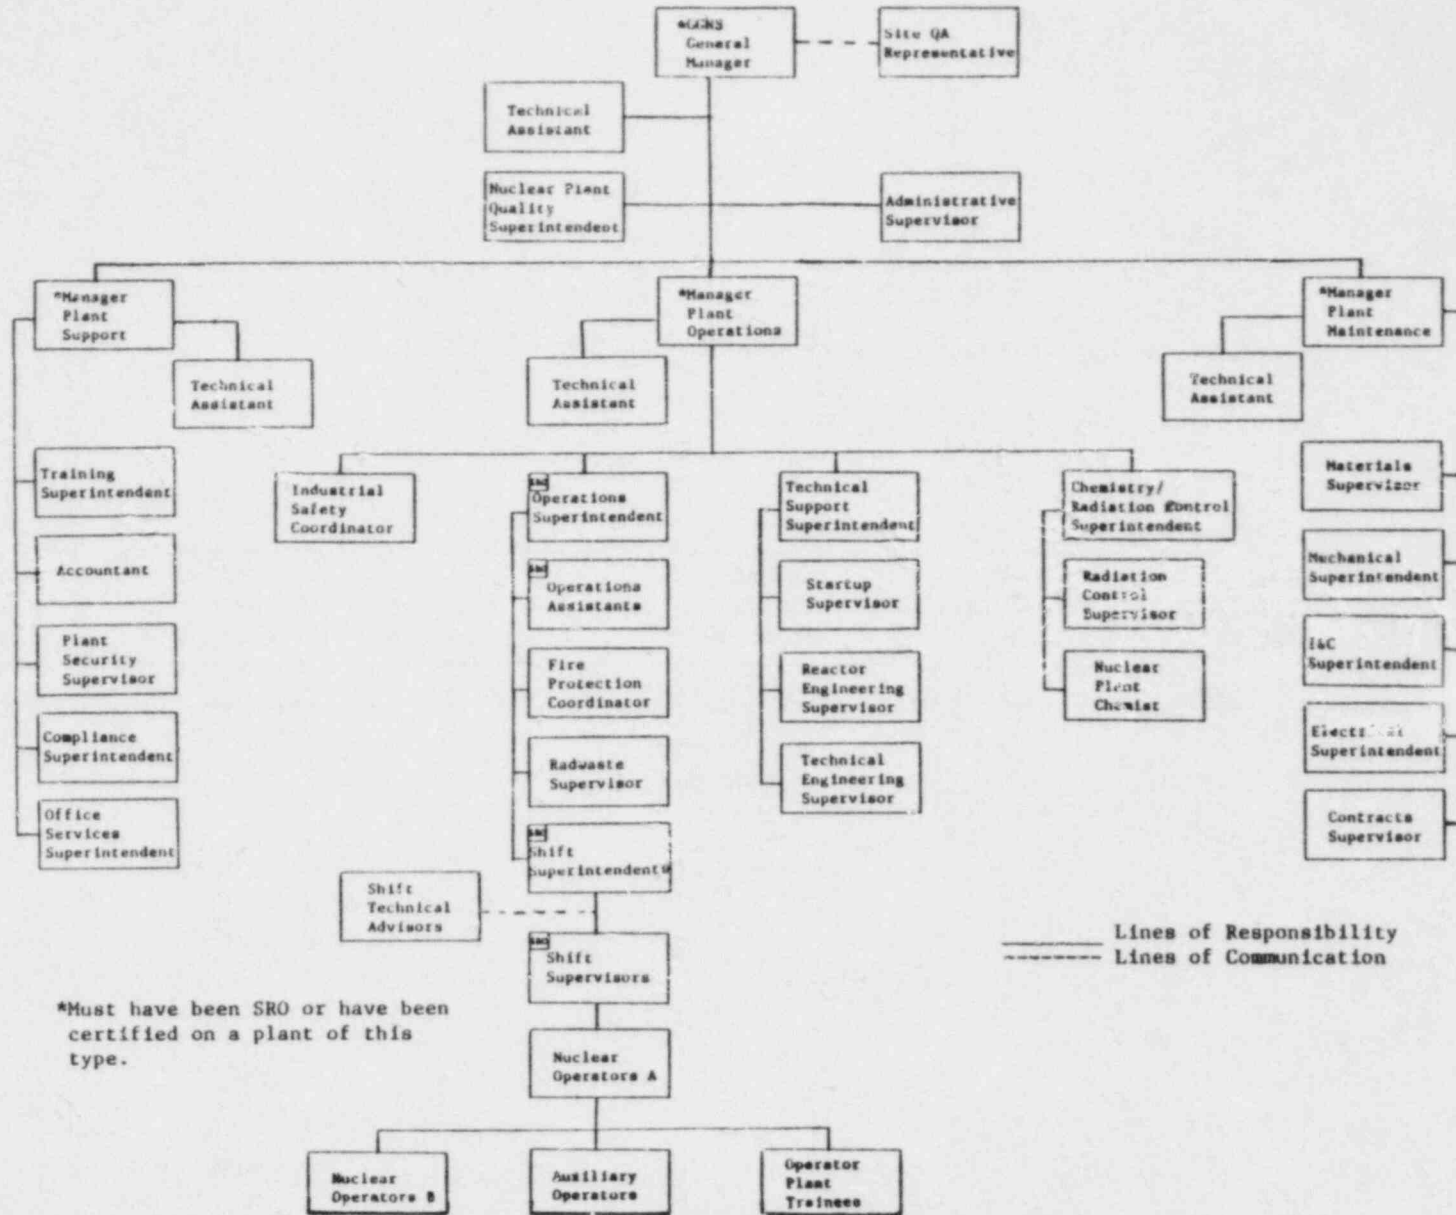 *GGNS
General
Manager
Site QA
Representative
Technical
Assistant
Nuclear Plant
Quality
Superintendent
Administrative
Supervisor
*Manager
Plant
Support
*Manager
Plant
Operations
*Manager
Plant
Maintenance
Technical
Assistant
Technical
Assistant
Technical
Assistant
Training
Superintendent
Accountant
Plant
Security
Supervisor
Compliance
Superintendent
Office
Services
Superintendent
Industrial
Safety
Coordinator
SRO
Operations
Superintendent
SRO
Operations
Assistants
Fire
Protection
Coordinator
Radwaste
Supervisor
SRO
Shift
Superintendents
Shift
Technical
Advisors
SRO
Shift
Supervisors
Nuclear
Operators A
Nuclear
Operators B
Auxiliary
Operators
Operator
Plant
Trainees
Technical
Support
Superintendent
Startup
Supervisor
Reactor
Engineering
Supervisor
Technical
Engineering
Supervisor
Chemistry/
Radiation Control
Superintendent
Radiation
Control
Supervisor
Nuclear
Plant
Chemist
Materials
Supervisor
Mechanical
Superintendent
I&C
Superintendent
Electrical
Superintendent
Contracts
Supervisor
Lines of Responsibility
Lines of Communication
*Must have been SRO or have been
certified on a plant of this
type.